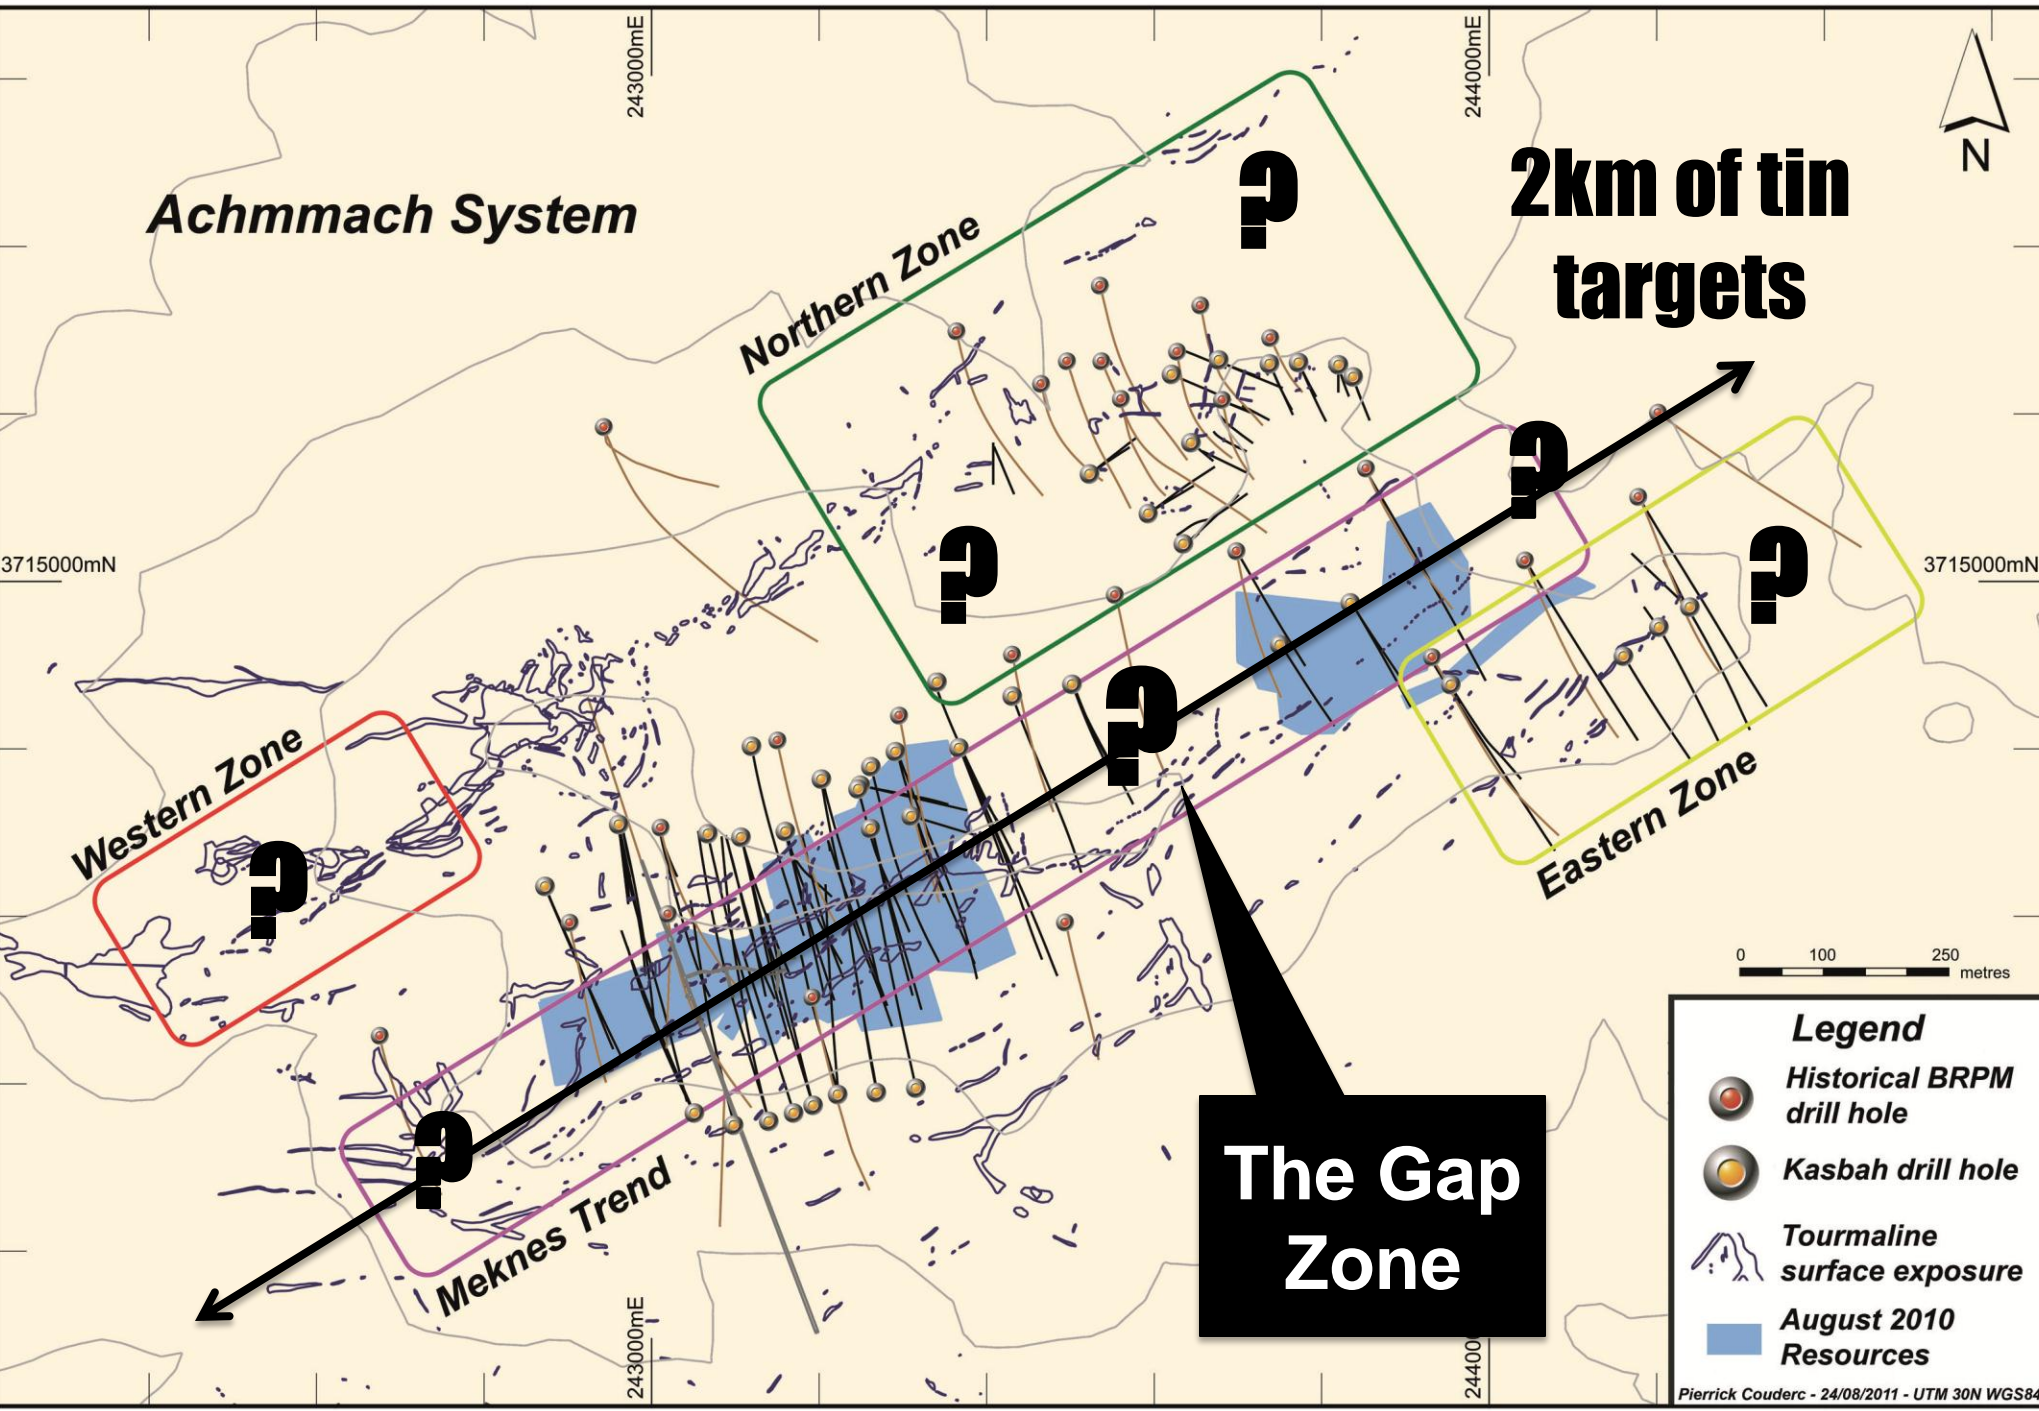 243000mE
244000mE
N
2km of tin
targets
Achmmach System
?
Northern Zone
?
3715000mN
3715000mN
?
?
?
Western Zone
?
Eastern Zone
?
Meknes Trend
The Gap
Zone
0 100 250
metres
Legend
Historical BRPM
drill hole
Kasbah drill hole
Tourmaline
surface exposure
August 2010
Resources
243000mE
24400
Pierrick Couderc - 24/08/2011 - UTM 30N WGS84